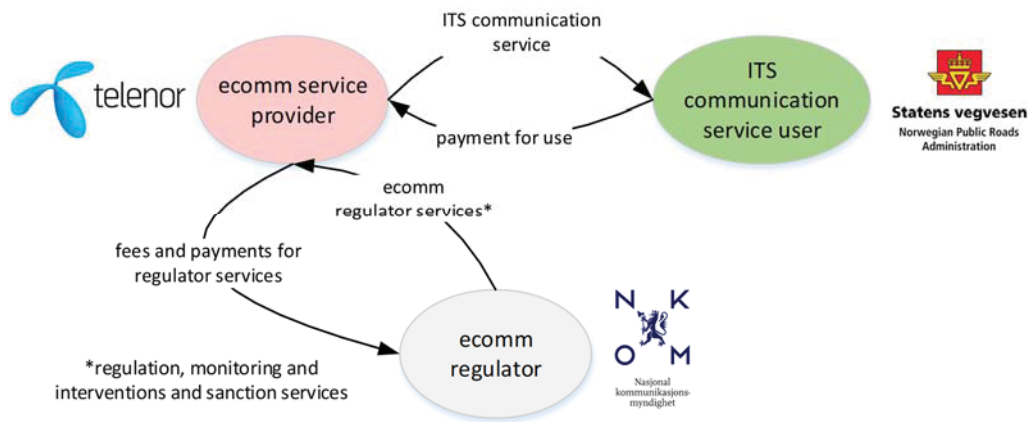 ITS communication
service
telenor
ecomm service
provider
ITS
communication
service user
Statens vegvesen
Norwegian Public Roads
Administration
payment for use
ecomm
regulator services*
fees and payments for
regulator services
N K
O M
Nasjonal
kommunikasjons-
myndighet
ecomm
regulator
*regulation, monitoring and
interventions and sanction services